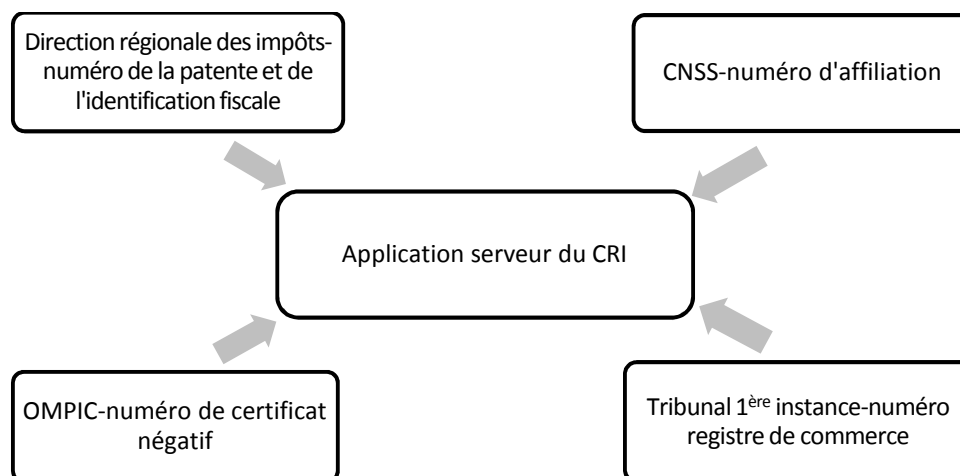 Direction régionale des impôts-
numéro de la patente et de
l'identification fiscale
CNSS-numéro d'affiliation
Application serveur du CRI
OMPIC-numéro de certificat
négatif
Tribunal 1ère instance-numéro
registre de commerce